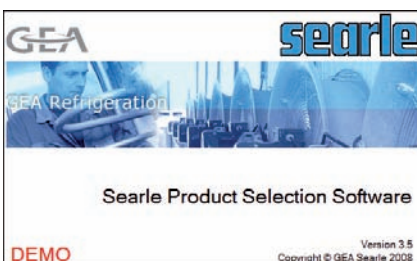 GEA searle
GEA Refrigeration
Searle Product Selection Software
DEMO
Version 3.5
Copyright © GEA Searle 2008